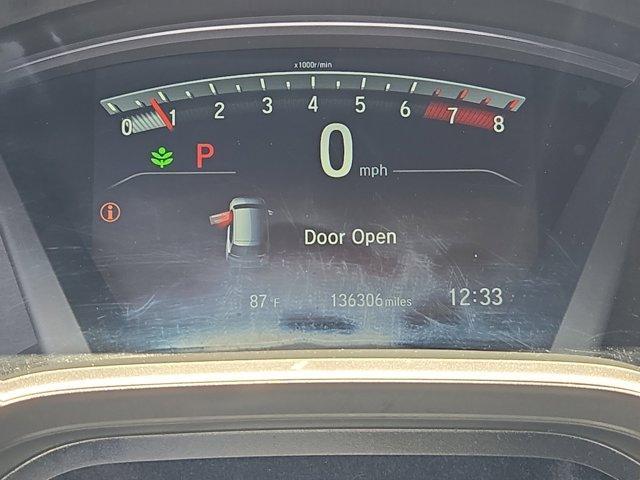 x1000r/min
0 1 2 3 4 5 6 7 8
P
0 mph
i
Door Open
87°F 136306 miles 12:33